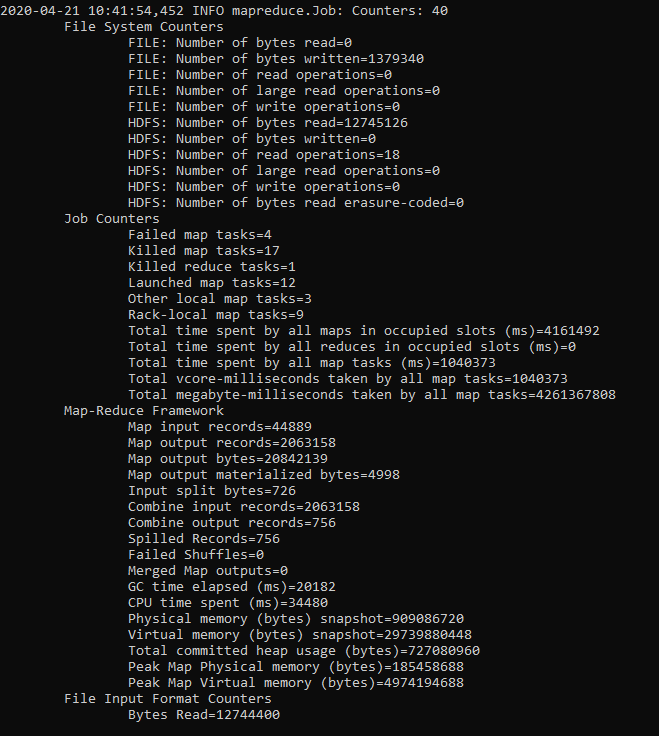 2020-04-21 10:41:54,452 INFO mapreduce.Job: Counters: 40
File System Counters
FILE: Number of bytes read=0
FILE: Number of bytes written=1379340
FILE: Number of read operations=0
FILE: Number of large read operations=0
FILE: Number of write operations=0
HDFS: Number of bytes read=12745126
HDFS: Number of bytes written=0
HDFS: Number of read operations=18
HDFS: Number of large read operations=0
HDFS: Number of write operations=0
HDFS: Number of bytes read erasure-coded=0
Job Counters
Failed map tasks=4
Killed map tasks=17
Killed reduce tasks=1
Launched map tasks=12
Other local map tasks=3
Rack-local map tasks=9
Total time spent by all maps in occupied slots (ms)=4161492
Total time spent by all reduces in occupied slots (ms)=0
Total time spent by all map tasks (ms)=1040373
Total vcore-milliseconds taken by all map tasks=1040373
Total megabyte-milliseconds taken by all map tasks=4261367808
Map-Reduce Framework
Map input records=44889
Map output records=2063158
Map output bytes=20842139
Map output materialized bytes=4998
Input split bytes=726
Combine input records=2063158
Combine output records=756
Spilled Records=756
Failed Shuffles=0
Merged Map outputs=0
GC time elapsed (ms)=20182
CPU time spent (ms)=34480
Physical memory (bytes) snapshot=909086720
Virtual memory (bytes) snapshot=29739880448
Total committed heap usage (bytes)=727080960
Peak Map Physical memory (bytes)=185458688
Peak Map Virtual memory (bytes)=4974194688
File Input Format Counters
Bytes Read=12744400